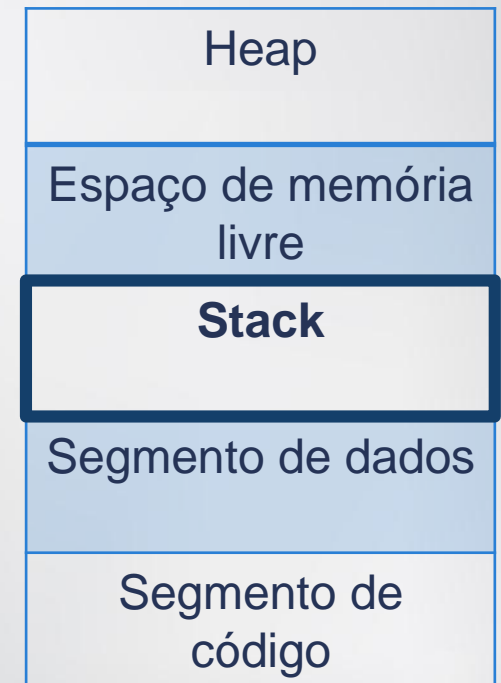 Heap
Espaço de memória
livre
Stack
Segmento de dados
Segmento de
código